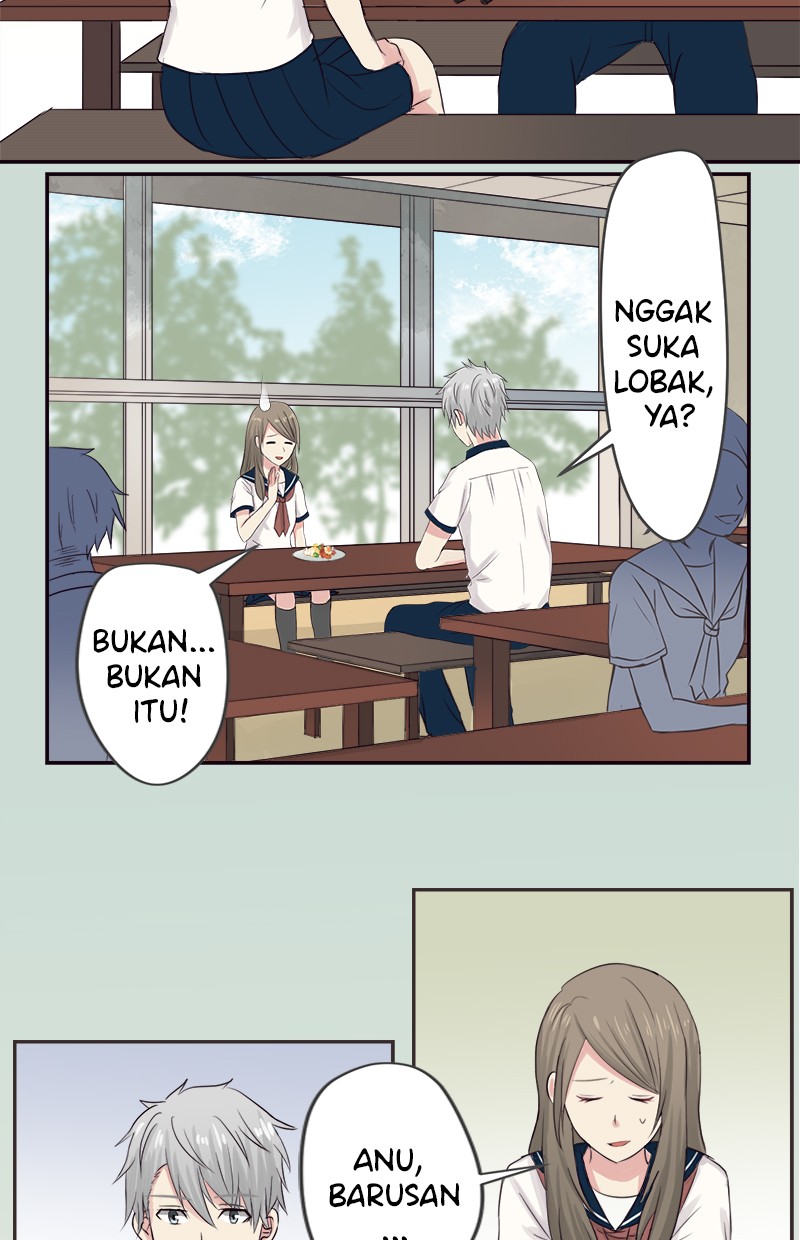 NGGAK
SUKA
LOBAK,
YA?
BUKAN...
BUKAN
ITU!
ANU,
BARUSAN
...